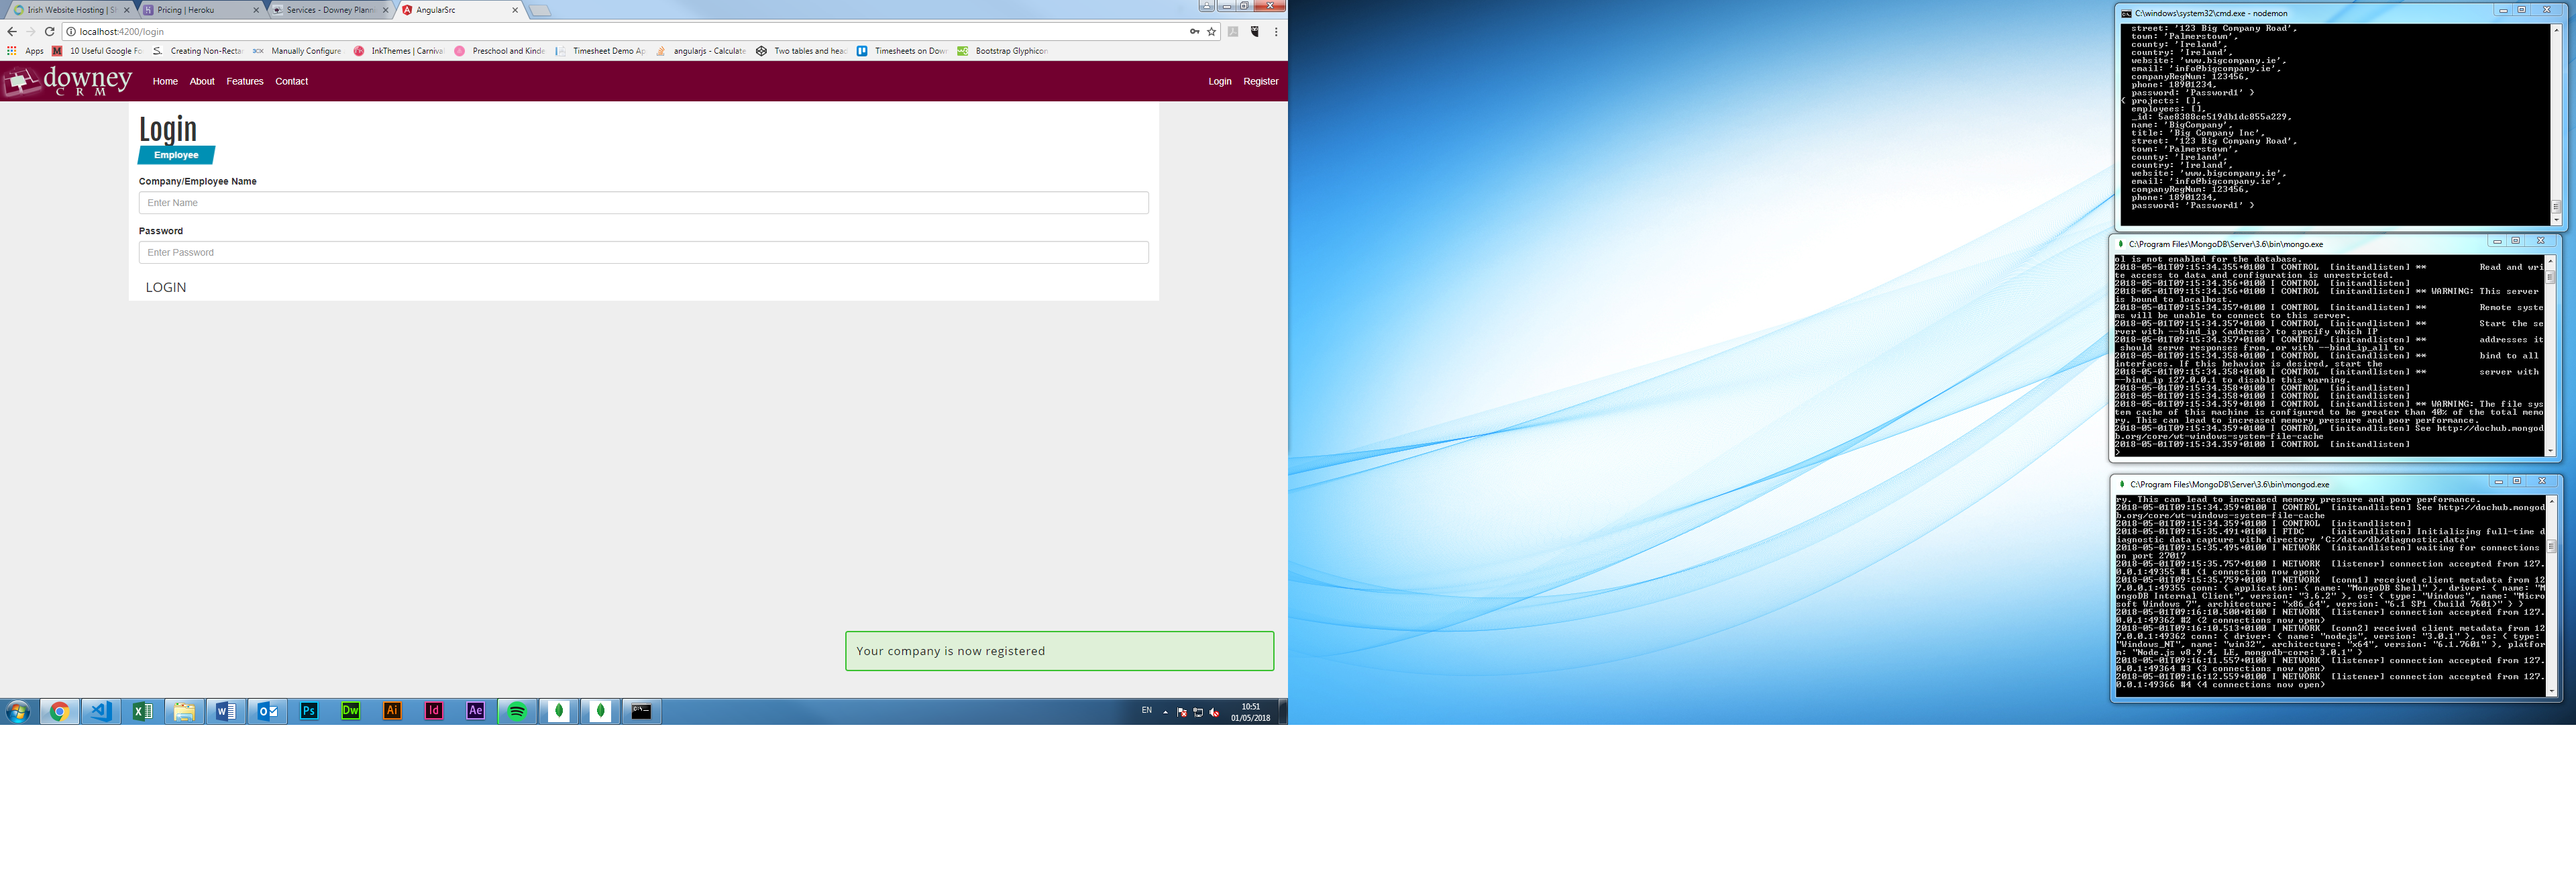 Irish Website Hosting | S
Pricing | Heroku
Services - Downey Plann
AngularSrc
localhost:4200/login
Apps
10 Useful Google Fo
Creating Non-Recta
Manually Configure
InkThemes | Carniva
Preschool and Kinde
Timesheet Demo Ap
angularjs - Calculate
Two tables and head
Timesheets on Down
Bootstrap Glyphicon
downey
CRM
Home About Features Contact
Login Register
Login
Employee
Company/Employee Name
Enter Name
Password
Enter Password
LOGIN
Your company is now registered
EN
10:51
01/05/2018
C:\windows\system32\cmd.exe - nodemon
street: '123 Big Company Road',
town: 'Palmerstown',
county: 'Ireland',
country: 'Ireland',
website: 'www.bigcompany.ie',
email: 'info@bigcompany.ie',
companyRegNum: 123456,
phone: 18901234,
password: 'Password1' }
{ projects: [],
employees: [],
_id: 5ae8388ce519db1dc855a229,
name: 'BigCompany',
title: 'Big Company Inc',
street: '123 Big Company Road',
town: 'Palmerstown',
county: 'Ireland',
country: 'Ireland',
website: 'www.bigcompany.ie',
email: 'info@bigcompany.ie',
companyRegNum: 123456,
phone: 18901234,
password: 'Password1' }
C:\Program Files\MongoDB\Server\3.6\bin\mongo.exe
ol is not enabled for the database.
2018-05-01T09:15:34.355+0100 I CONTROL [initandlisten] ** Read and wri
te access to data and configuration is unrestricted.
2018-05-01T09:15:34.356+0100 I CONTROL [initandlisten]
2018-05-01T09:15:34.356+0100 I CONTROL [initandlisten] ** WARNING: This server
is bound to localhost.
2018-05-01T09:15:34.357+0100 I CONTROL [initandlisten] ** Remote syste
ms will be unable to connect to this server.
2018-05-01T09:15:34.357+0100 I CONTROL [initandlisten] ** Start the se
rver with --bind_ip <address> to specify which IP
2018-05-01T09:15:34.357+0100 I CONTROL [initandlisten] ** addresses it
should serve responses from, or with --bind_ip_all to
2018-05-01T09:15:34.358+0100 I CONTROL [initandlisten] ** bind to all
interfaces. If this behavior is desired, start the
2018-05-01T09:15:34.358+0100 I CONTROL [initandlisten] ** server with
--bind_ip 127.0.0.1 to disable this warning.
2018-05-01T09:15:34.358+0100 I CONTROL [initandlisten]
2018-05-01T09:15:34.358+0100 I CONTROL [initandlisten]
2018-05-01T09:15:34.359+0100 I CONTROL [initandlisten] ** WARNING: The file sys
tem cache of this machine is configured to be greater than 40% of the total memo
ry. This can lead to increased memory pressure and poor performance.
2018-05-01T09:15:34.359+0100 I CONTROL [initandlisten] See http://dochub.mongod
b.org/core/wt-windows-system-file-cache
2018-05-01T09:15:34.359+0100 I CONTROL [initandlisten]
>
C:\Program Files\MongoDB\Server\3.6\bin\mongod.exe
ry. This can lead to increased memory pressure and poor performance.
2018-05-01T09:15:34.359+0100 I CONTROL [initandlisten] See http://dochub.mongod
b.org/core/wt-windows-system-file-cache
2018-05-01T09:15:34.359+0100 I CONTROL [initandlisten]
2018-05-01T09:15:35.491+0100 I FTDC [initandlisten] Initializing full-time d
iagnostic data capture with directory 'C:/data/db/diagnostic.data'
2018-05-01T09:15:35.495+0100 I NETWORK [initandlisten] waiting for connections
on port 27017
2018-05-01T09:15:35.757+0100 I NETWORK [listener] connection accepted from 127.
0.0.1:49355 #1 (1 connection now open)
2018-05-01T09:15:35.759+0100 I NETWORK [conn1] received client metadata from 12
7.0.0.1:49355 conn: { application: { name: "MongoDB Shell" }, driver: { name: "M
ongoDB Internal Client", version: "3.6.2" }, os: { type: "Windows", name: "Micro
soft Windows 7", architecture: "x86_64", version: "6.1 SP1 (build 7601)" } }
2018-05-01T09:16:10.500+0100 I NETWORK [listener] connection accepted from 127.
0.0.1:49362 #2 (2 connections now open)
2018-05-01T09:16:10.513+0100 I NETWORK [conn2] received client metadata from 12
7.0.0.1:49362 conn: { driver: { name: "nodejs", version: "3.0.1" }, os: { type:
"Windows_NT", name: "win32", architecture: "x64", version: "6.1.7601" }, platfor
m: "Node.js v8.9.4, LE, mongodb-core: 3.0.1" }
2018-05-01T09:16:11.557+0100 I NETWORK [listener] connection accepted from 127.
0.0.1:49364 #3 (3 connections now open)
2018-05-01T09:16:12.559+0100 I NETWORK [listener] connection accepted from 127.
0.0.1:49366 #4 (4 connections now open)